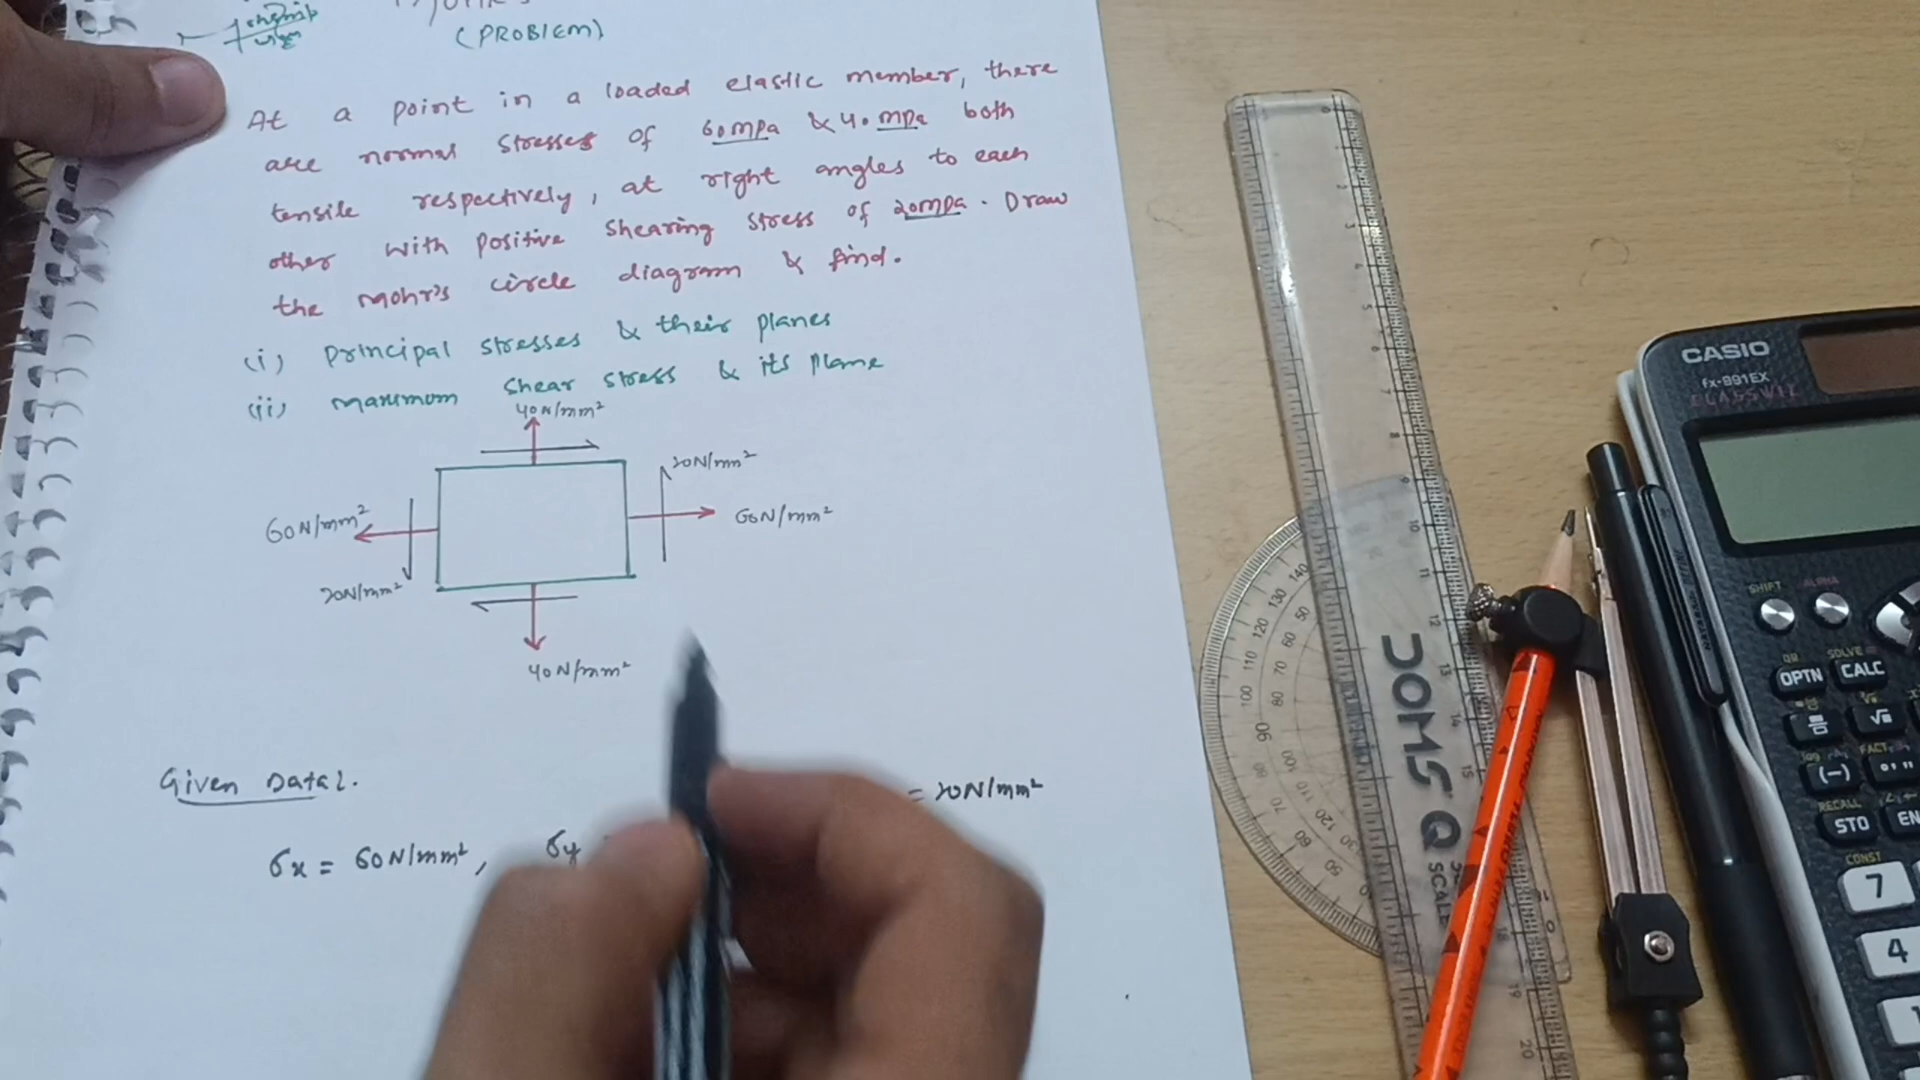 (PROBLEM)
At a point in a loaded elastic member, there
are normal stresses of 60mpa & 40mpa both
tensile respectively, at right angles to each
other with positive shearing stress of 20mpa. Draw
the mohr's circle diagram & find.
(i) principal stresses & their planes
(ii) maximum shear stress & its plane
40N/mm²
20N/mm²
60N/mm²
60N/mm²
20N/mm²
40N/mm²
Given Data:
= 20N/mm²
σx = 60N/mm², σy
CASIO
fx-991EX
CLASSWIZ
SHIFT
ALPHA
SOLVE
OPTN
CALC
FACT
(-)
RECALL
STO
CONST
7
4
DOMS Q